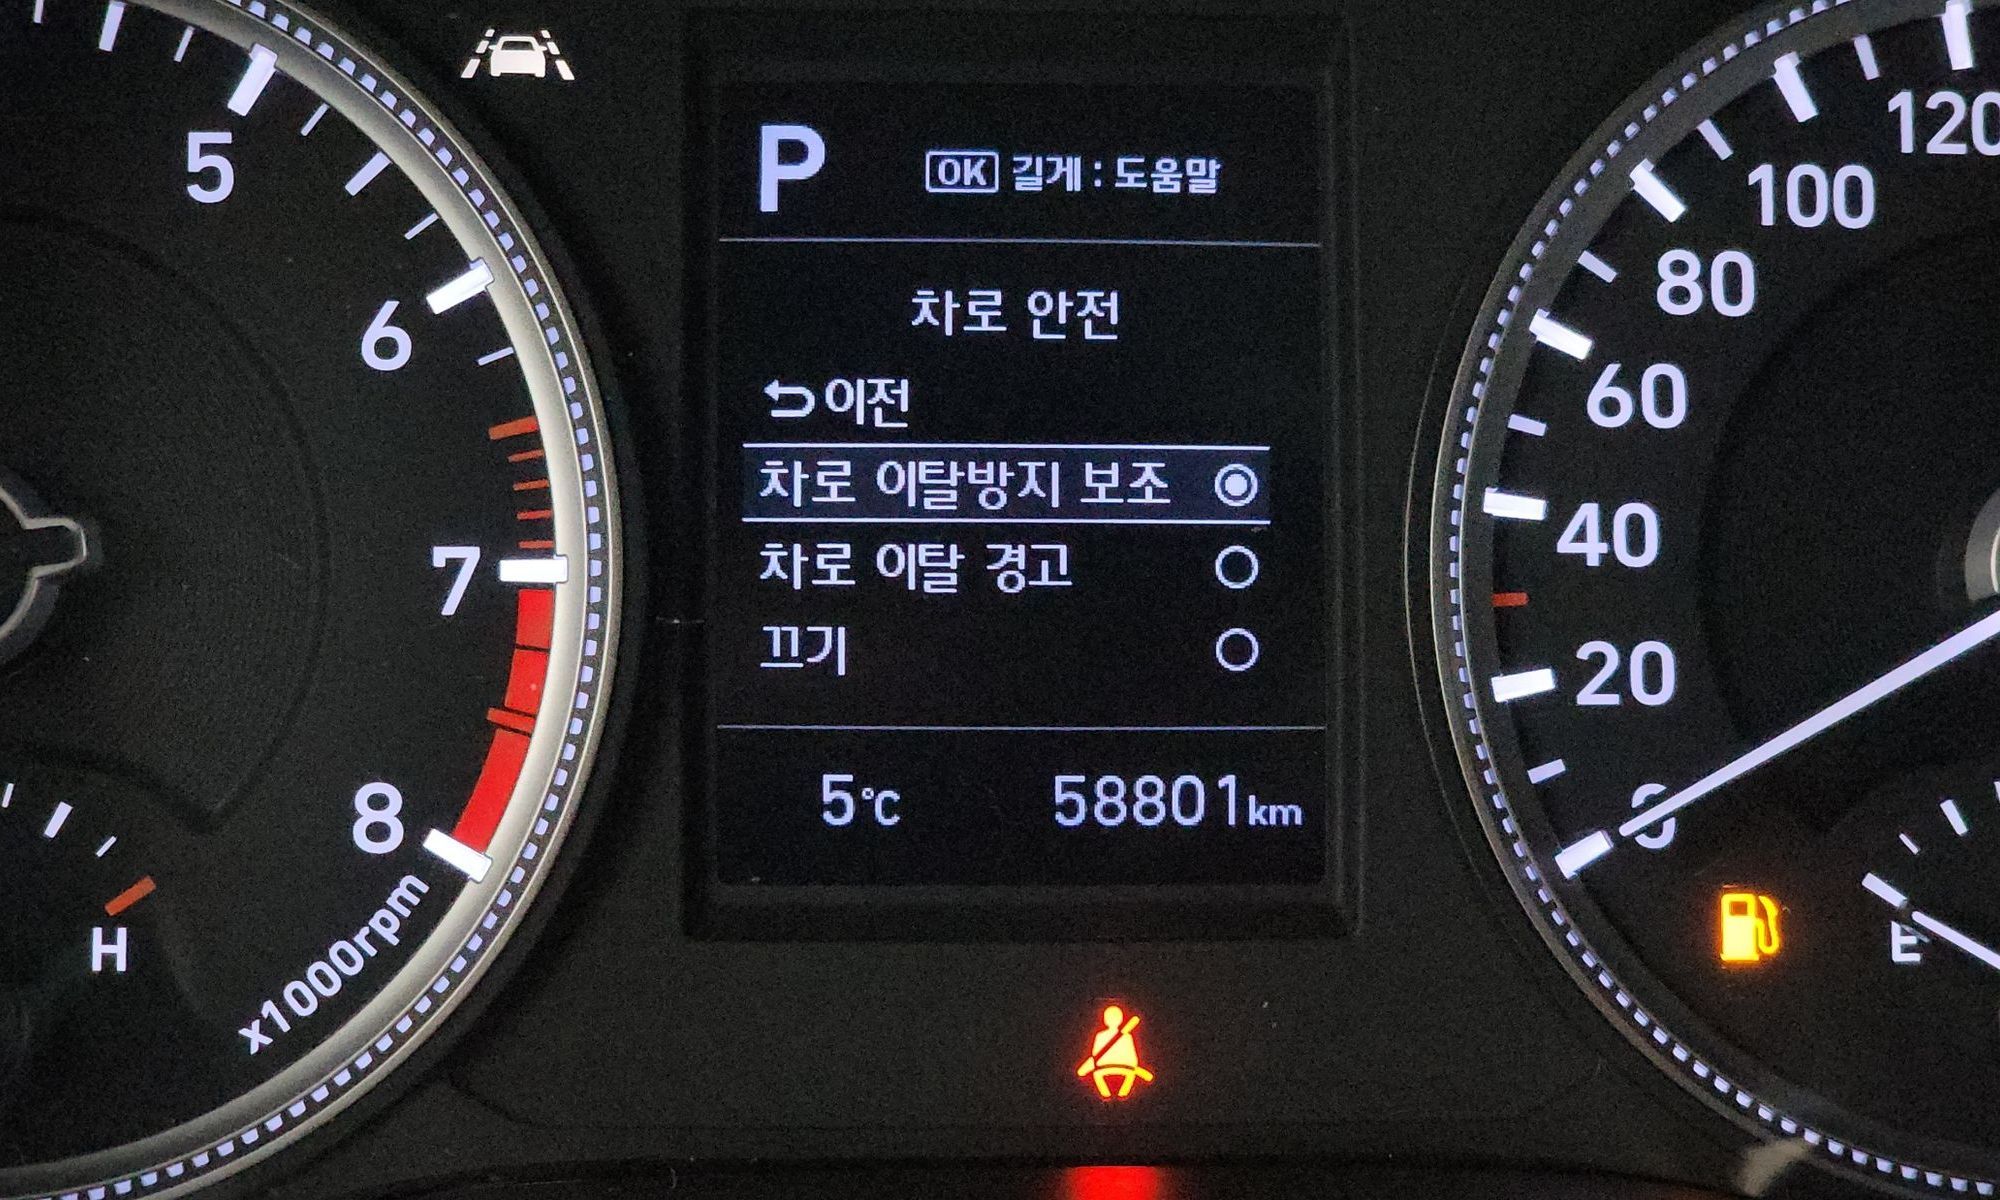 P
OK 길게 : 도움말
차로 안전
이전
차로 이탈방지 보조
차로 이탈 경고
끄기
5℃ 58801km
5
6
7
8
x1000rpm
H
120
100
80
60
40
20
0
E